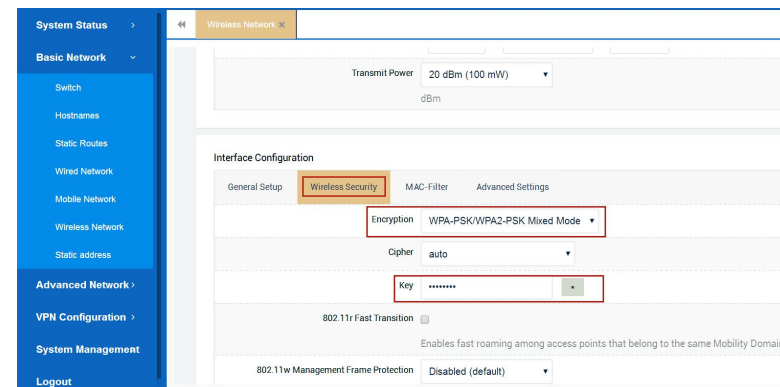 System Status
Wireless Network
Basic Network
Switch
Hostnames
Static Routes
Wired Network
Mobile Network
Wireless Network
Static address
Advanced Network
VPN Configuration
System Management
Logout
Transmit Power 20 dBm (100 mW)
dBm
Interface Configuration
General Setup Wireless Security MAC-Filter Advanced Settings
Encryption WPA-PSK/WPA2-PSK Mixed Mode
Cipher auto
Key ••••••••
802.11r Fast Transition
Enables fast roaming among access points that belong to the same Mobility Domai
802.11w Management Frame Protection Disabled (default)